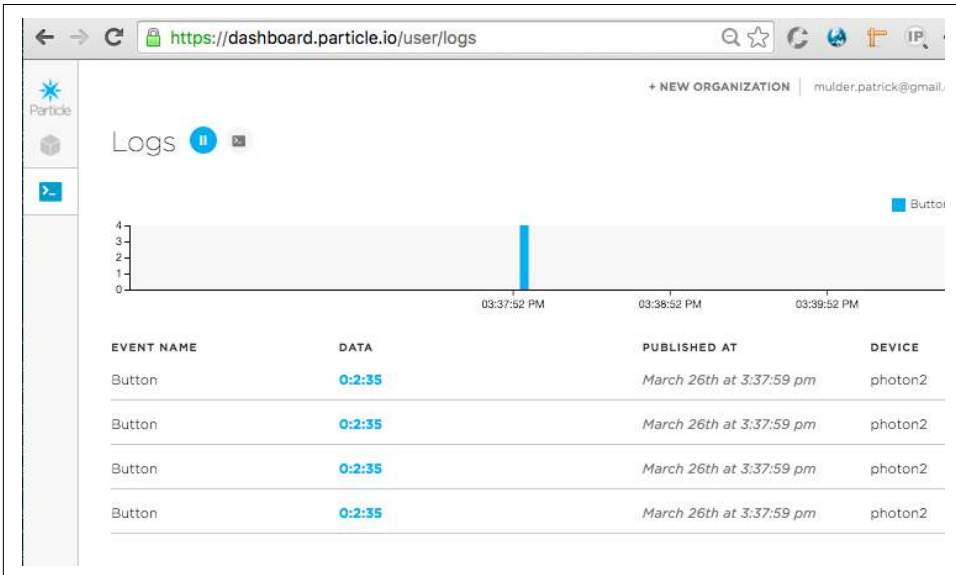 https://dashboard.particle.io/user/logs
IP
Particle
+ NEW ORGANIZATION mulder.patrick@gmail.
Logs
>_
Button
4
3
2
1
0
03:37:52 PM 03:38:52 PM 03:39:52 PM
EVENT NAME DATA PUBLISHED AT DEVICE
Button 0:2:35 March 26th at 3:37:59 pm photon2
Button 0:2:35 March 26th at 3:37:59 pm photon2
Button 0:2:35 March 26th at 3:37:59 pm photon2
Button 0:2:35 March 26th at 3:37:59 pm photon2